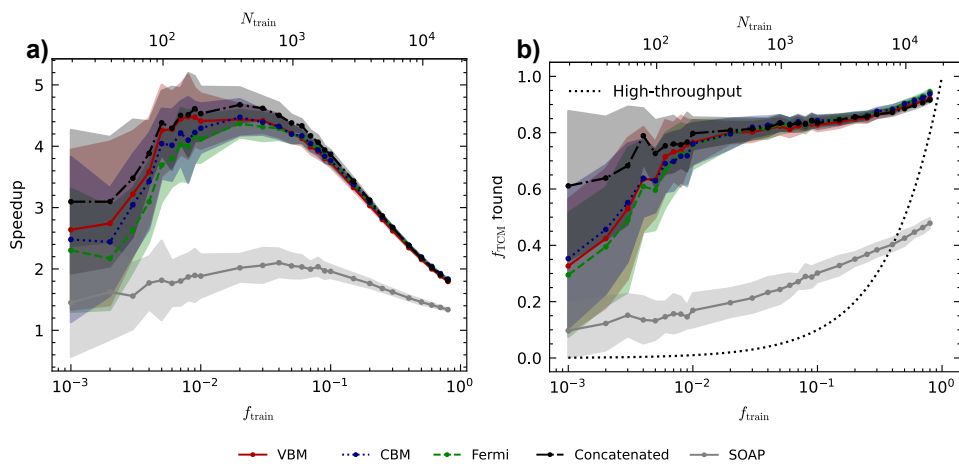 a)
N_train
10^2
10^3
10^4
Speedup
5
4
3
2
1
10^-3
10^-2
10^-1
10^0
f_train
b)
N_train
10^2
10^3
10^4
f_TCM found
1.0
0.8
0.6
0.4
0.2
0.0
High-throughput
10^-3
10^-2
10^-1
10^0
f_train
VBM CBM Fermi Concatenated SOAP